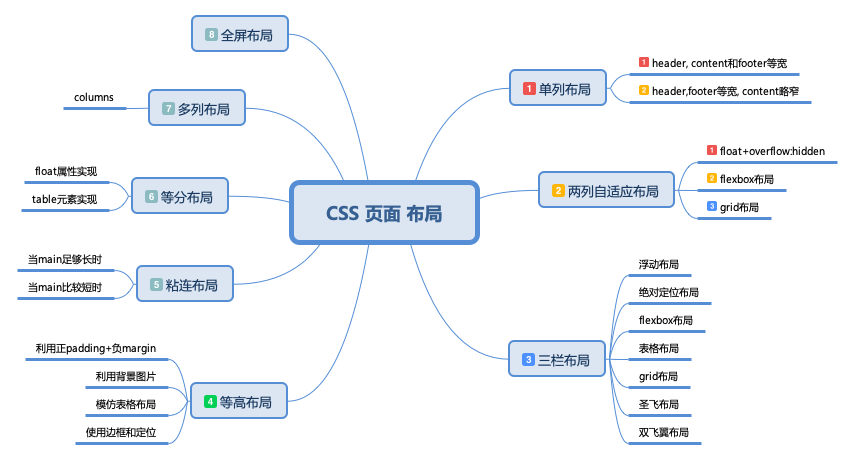 CSS 页面 布局
1 单列布局
1 header, content和footer等宽
2 header,footer等宽, content略窄
2 两列自适应布局
1 float+overflow:hidden
2 flexbox布局
3 grid布局
3 三栏布局
浮动布局
绝对定位布局
flexbox布局
表格布局
grid布局
圣飞布局
双飞翼布局
4 等高布局
利用正padding+负margin
利用背景图片
模仿表格布局
使用边框和定位
5 粘连布局
当main足够长时
当main比较短时
6 等分布局
float属性实现
table元素实现
7 多列布局
columns
8 全屏布局